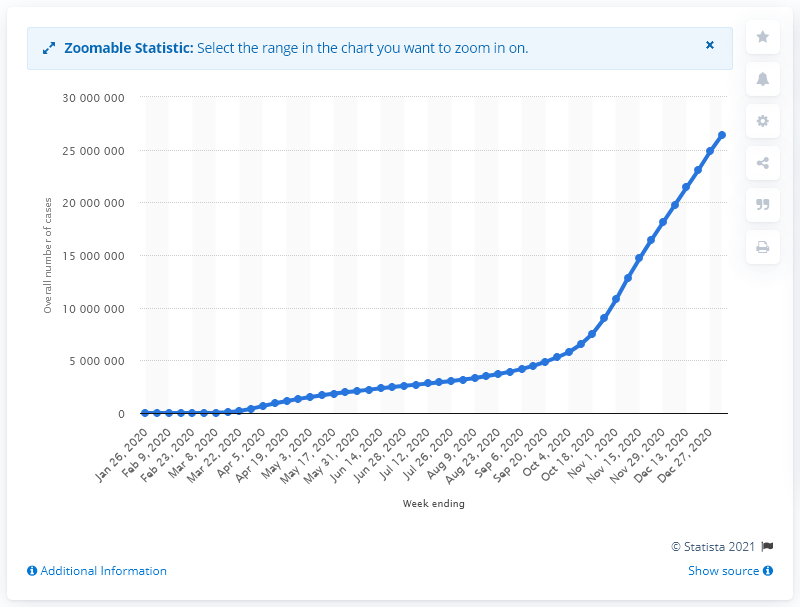 Zoomable Statistic: Select the range in the chart you want to zoom in on.
30 000 000
25 000 000
20 000 000
15 000 000
10 000 000
5 000 000
0
Overall number of cases
Jan 26, 2020
Feb 9, 2020
Feb 23, 2020
Mar 8, 2020
Mar 22, 2020
Apr 5, 2020
Apr 19, 2020
May 3, 2020
May 17, 2020
May 31, 2020
Jun 14, 2020
Jun 28, 2020
Jul 12, 2020
Jul 26, 2020
Aug 9, 2020
Aug 23, 2020
Sep 6, 2020
Sep 20, 2020
Oct 4, 2020
Oct 18, 2020
Nov 1, 2020
Nov 15, 2020
Nov 29, 2020
Dec 13, 2020
Dec 27, 2020
Week ending
© Statista 2021
Additional Information
Show source